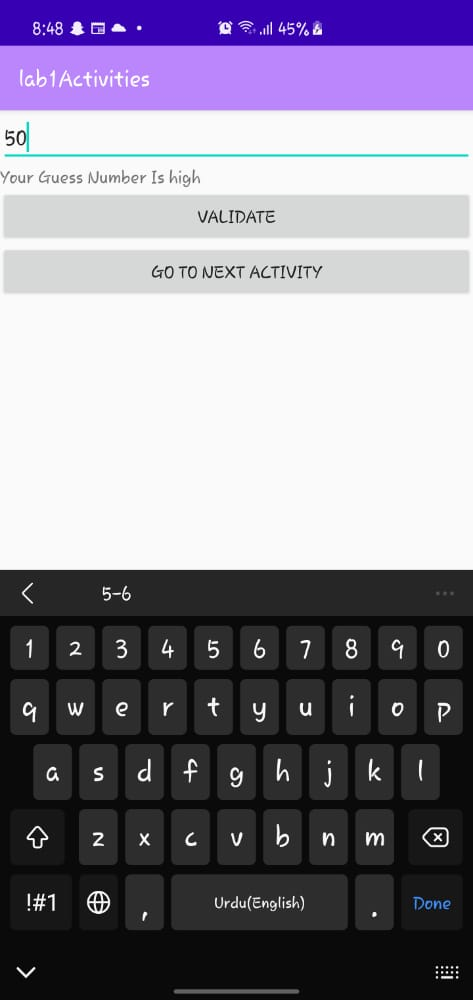 8:48 45%
lab1Activities
50
Your Guess Number Is high
VALIDATE
GO TO NEXT ACTIVITY
5-6
1 2 3 4 5 6 7 8 9 0
q w e r t y u i o p
a s d f g h j k l
z x c v b n m
!#1 , Urdu(English) . Done